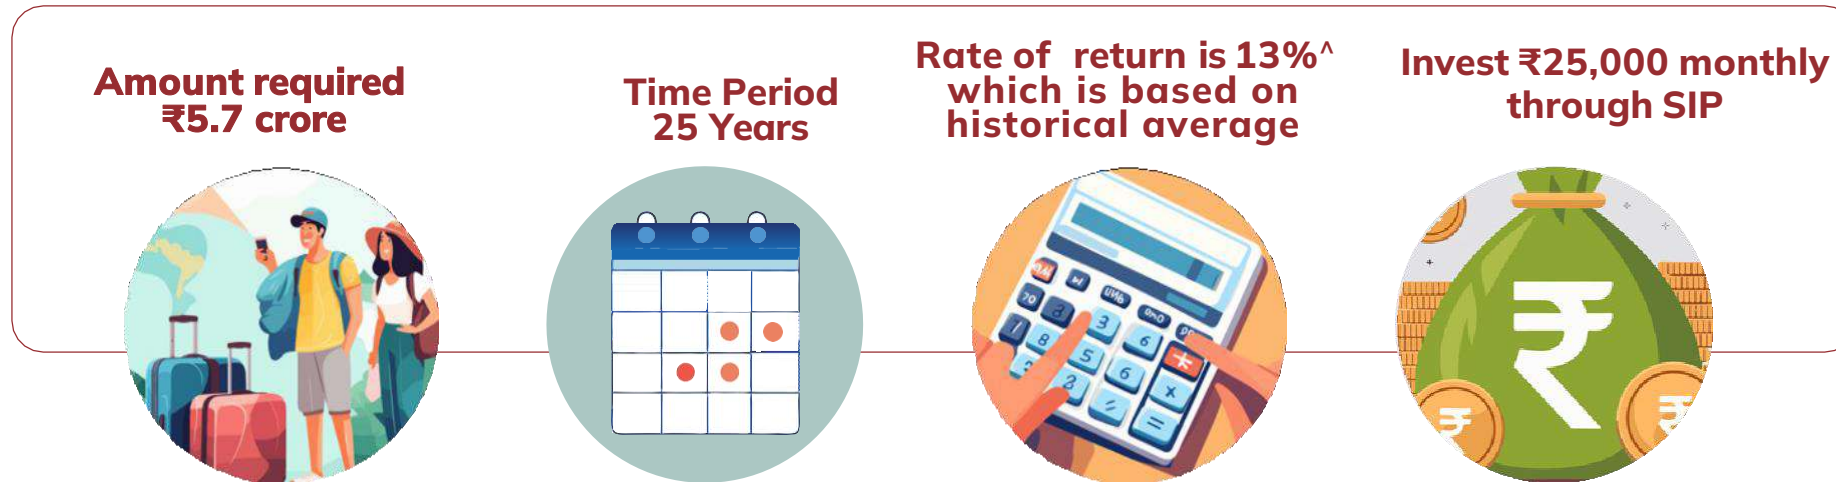 Amount required
₹5.7 crore
Time Period
25 Years
Rate of return is 13%^
which is based on
historical average
Invest ₹25,000 monthly
through SIP